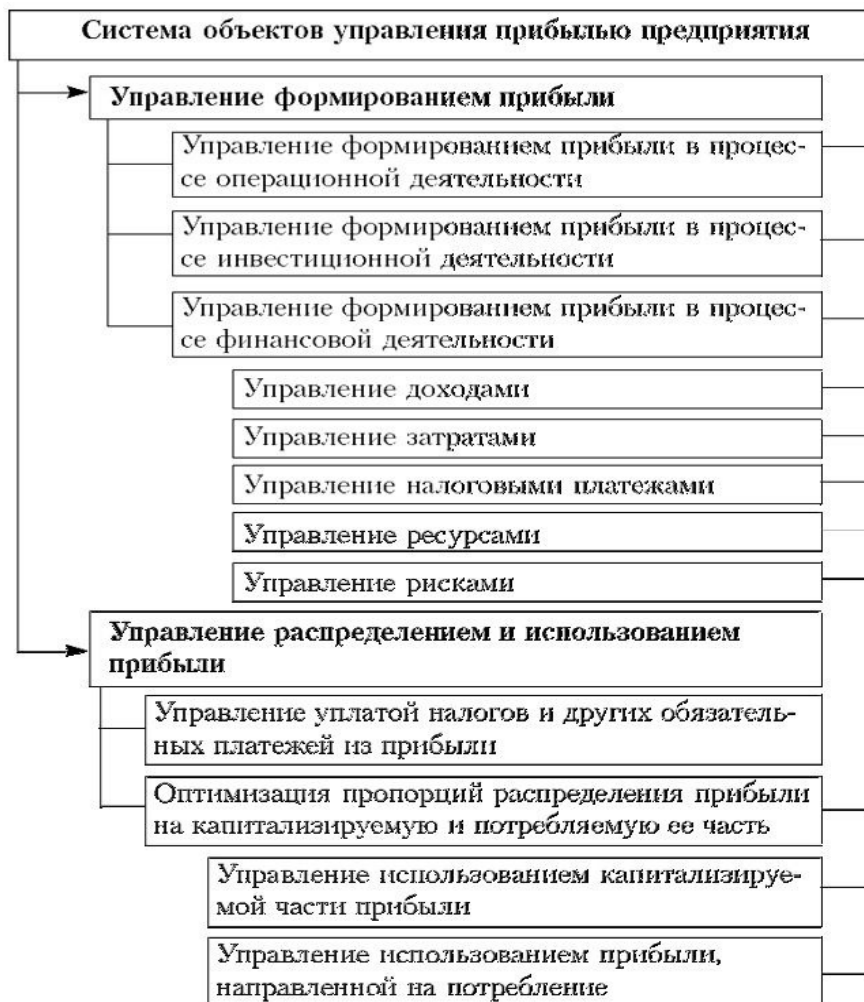 Система объектов управления прибылью предприятия
Управление формированием прибыли
Управление формированием прибыли в процес-
се операционной деятельности
Управление формированием прибыли в процес-
се инвестиционной деятельности
Управление формированием прибыли в процес-
се финансовой деятельности
Управление доходами
Управление затратами
Управление налоговыми платежами
Управление ресурсами
Управление рисками
Управление распределением и использованием
прибыли
Управление уплатой налогов и других обязатель-
ных платежей из прибыли
Оптимизация пропорций распределения прибыли
на капитализируемую и потребляемую ее часть
Управление использованием капитализируе-
мой части прибыли
Управление использованием прибыли,
направленной на потребление